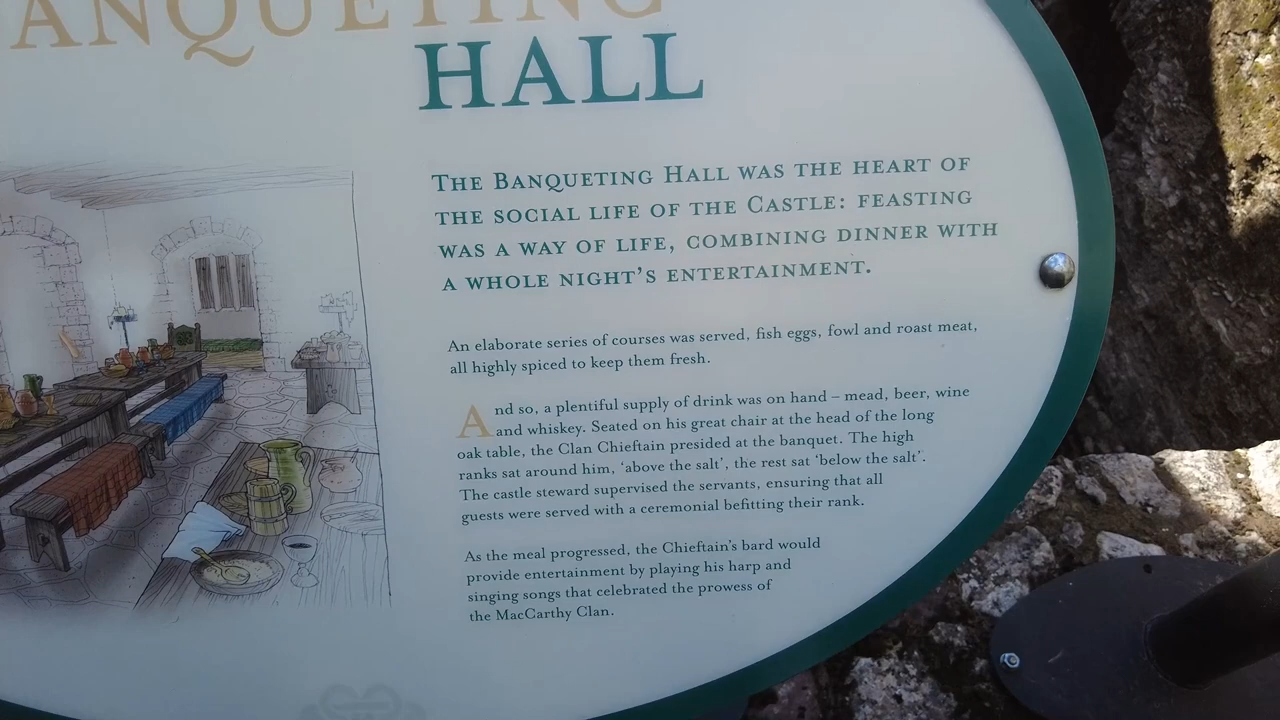 ANQUETING
HALL
THE BANQUETING HALL WAS THE HEART OF
THE SOCIAL LIFE OF THE CASTLE: FEASTING
WAS A WAY OF LIFE, COMBINING DINNER WITH
A WHOLE NIGHT'S ENTERTAINMENT.
An elaborate series of courses was served, fish eggs, fowl and roast meat,
all highly spiced to keep them fresh.
And so, a plentiful supply of drink was on hand – mead, beer, wine
and whiskey. Seated on his great chair at the head of the long
oak table, the Clan Chieftain presided at the banquet. The high
ranks sat around him, 'above the salt', the rest sat 'below the salt'.
The castle steward supervised the servants, ensuring that all
guests were served with a ceremonial befitting their rank.
As the meal progressed, the Chieftain's bard would
provide entertainment by playing his harp and
singing songs that celebrated the prowess of
the MacCarthy Clan.